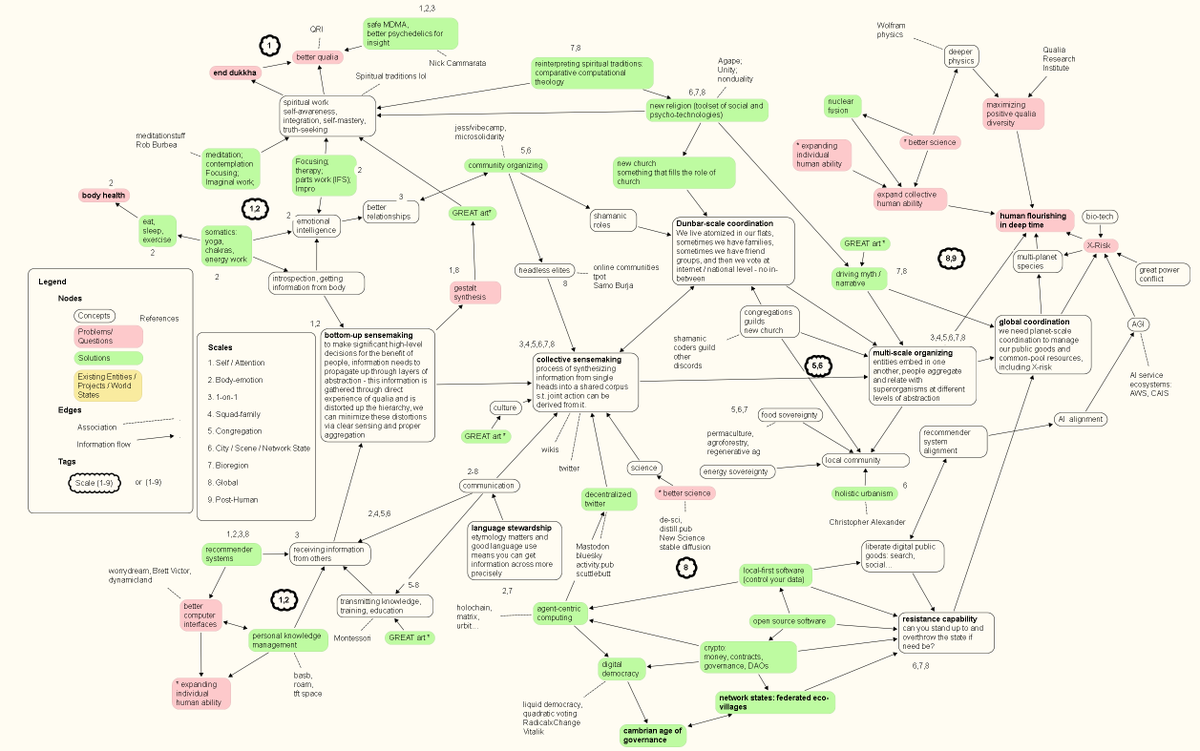 1,2,3
safe MDMA,
better psychedelics for
insight
QRI
1
better qualia
Nick Cammarata
end dukkha
Spiritual traditions lol
spiritual work
self-awareness,
integration, self-mastery,
truth-seeking
7,8
reinterpreting spiritual traditions:
comparative computational
theology
Agape;
Unity;
nonduality
6,7,8
new religion (toolset of social and
psycho-technologies)
Wolfram
physics
deeper
physics
Qualia
Research
Institute
nuclear
fusion
maximizing
positive qualia
diversity
* better science
* expanding
individual
human ability
expand collective
human ability
human flourishing
in deep time
bio-tech
X-Risk
multi-planet
species
great power
conflict
meditationstuff
Rob Burbea
meditation;
contemplation
Focusing;
Imaginal work;
Focusing;
therapy;
parts work (IFS);
Impro
2
jess/vibecamp,
microsolidarity
5,6
community organizing
new church
something that fills the role of
church
2
body health
1,2
eat,
sleep,
exercise
2
somatics:
yoga,
chakras,
energy work
2
2
emotional
intelligence
3
better
relationships
GREAT art*
shamanic
roles
Dunbar-scale coordination
We live atomized in our flats,
sometimes we have families,
sometimes we have friend
groups, and then we vote at
internet / national level - no in-
between
GREAT art *
driving myth /
narrative
7,8
8,9
introspection, getting
information from body
1,8
gestalt
synthesis
headless elites
8
online communities
tpot
Samo Burja
congregations
guilds
new church
shamanic
coders guild
other
discords
5,6
3,4,5,6,7,8
multi-scale organizing
entities embed in one
another, people aggregate
and relate with
superorganisms at different
levels of abstraction
global coordination
we need planet-scale
coordination to manage
our public goods and
common-pool resources,
including X-risk
AGI
AI service
ecosystems:
AWS, CAIS
AI alignment
Legend
Nodes
Concepts
References
Problems/
Questions
Solutions
Existing Entities /
Projects / World
States
Edges
Association
Information flow
Tags
Scale (1-9)
or (1-9)
Scales
1. Self / Attention
2. Body-emotion
3. 1-on-1
4. Squad-family
5. Congregation
6. City / Scene / Network State
7. Bioregion
8. Global
9. Post-Human
1,2
bottom-up sensemaking
to make significant high-level
decisions for the benefit of
people, information needs to
propagate up through layers of
abstraction - this information is
gathered through direct
experience of qualia and is
distorted up the hierarchy, we
can minimize these distortions
via clear sensing and proper
aggregation
3,4,5,6,7,8
collective sensemaking
process of synthesizing
information from single
heads into a shared corpus
s.t. joint action can be
derived from it.
culture
GREAT art *
wikis
twitter
science
* better science
de-sci,
distill.pub
New Science
stable diffusion
5,6,7
food sovereignty
permaculture,
agroforestry,
regenerative ag
energy sovereignty
local community
6
holistic urbanism
Christopher Alexander
recommender
system
alignment
2-8
communication
2,4,5,6
language stewardship
etymology matters and
good language use
means you can get
information across more
precisely
decentralized
twitter
Mastodon
bluesky
activity.pub
scuttlebutt
8
liberate digital public
goods: search,
social...
1,2,3,8
recommender
systems
3
receiving information
from others
worrydream, Brett Victor,
dynamicland
better
computer
interfaces
1,2
personal knowledge
management
* expanding
individual
human ability
basb,
roam,
tft space
5-8
transmitting knowledge,
training, education
Montessori
GREAT art*
2,7
holochain,
matrix,
urbit...
agent-centric
computing
local-first software
(control your data)
open source software
crypto:
money, contracts,
governance, DAOs
resistance capability
can you stand up to and
overthrow the state if
need be?
6,7,8
digital
democracy
liquid democracy,
quadratic voting
RadicalxChange
Vitalik
network states: federated eco-
villages
cambrian age of
governance